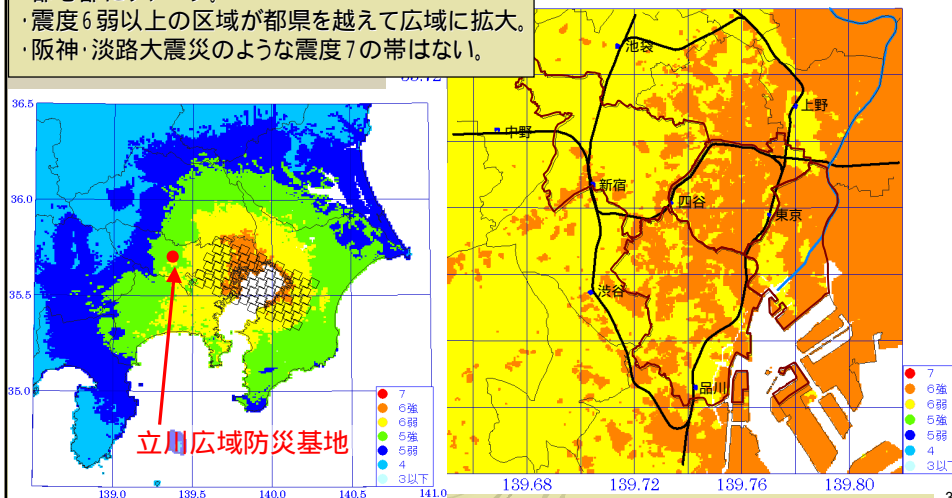 ・震度6弱以上の区域が都県を越えて広域に拡大。
・阪神・淡路大震災のような震度7の帯はない。
36.5
36.0
35.5
35.0
139.0
139.5
140.0
140.5
141.0
立川広域防災基地
7
6強
6弱
5強
5弱
4
3以下
池袋
上野
中野
新宿
四谷
東京
渋谷
品川
139.68
139.72
139.76
139.80
7
6強
6弱
5強
5弱
4
3以下
3